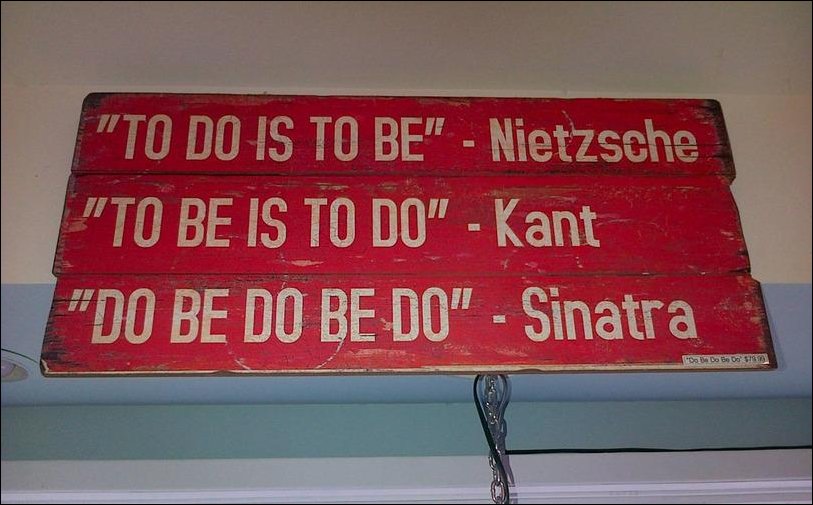 "TO DO IS TO BE" - Nietzsche
"TO BE IS TO DO" - Kant
"DO BE DO BE DO" - Sinatra
"Do Be Do Be Do" $79.99